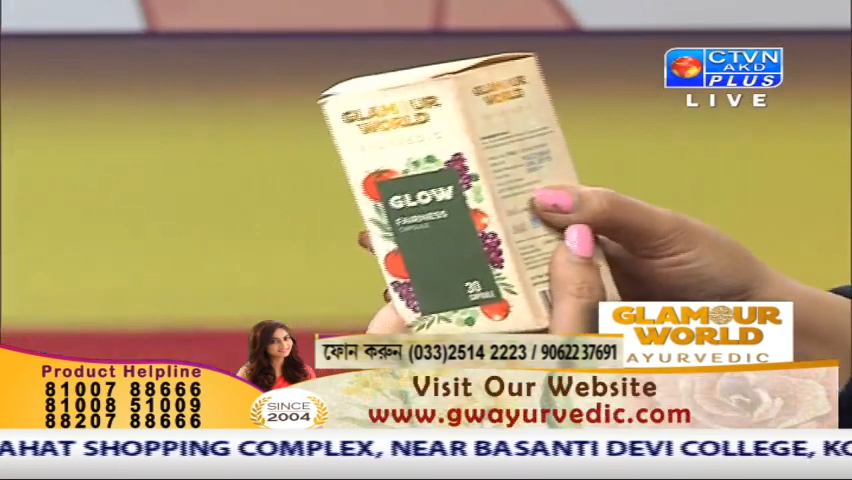 CTVN
AKD
PLUS
LIVE
GLAMOUR
WORLD
AYURVEDIC
GLAMOUR
WORLD
GLOW
FAIRNESS
CAPSULE
30
CAPSULE
GLAMOUR
WORLD
AYURVEDIC
ফোন করুন (033)2514 2223 / 9062237691
Product Helpline
81007 88666
81008 51009
88207 88666
SINCE
2004
Visit Our Website
www.gwayurvedic.com
AHAT SHOPPING COMPLEX, NEAR BASANTI DEVI COLLEGE, KO